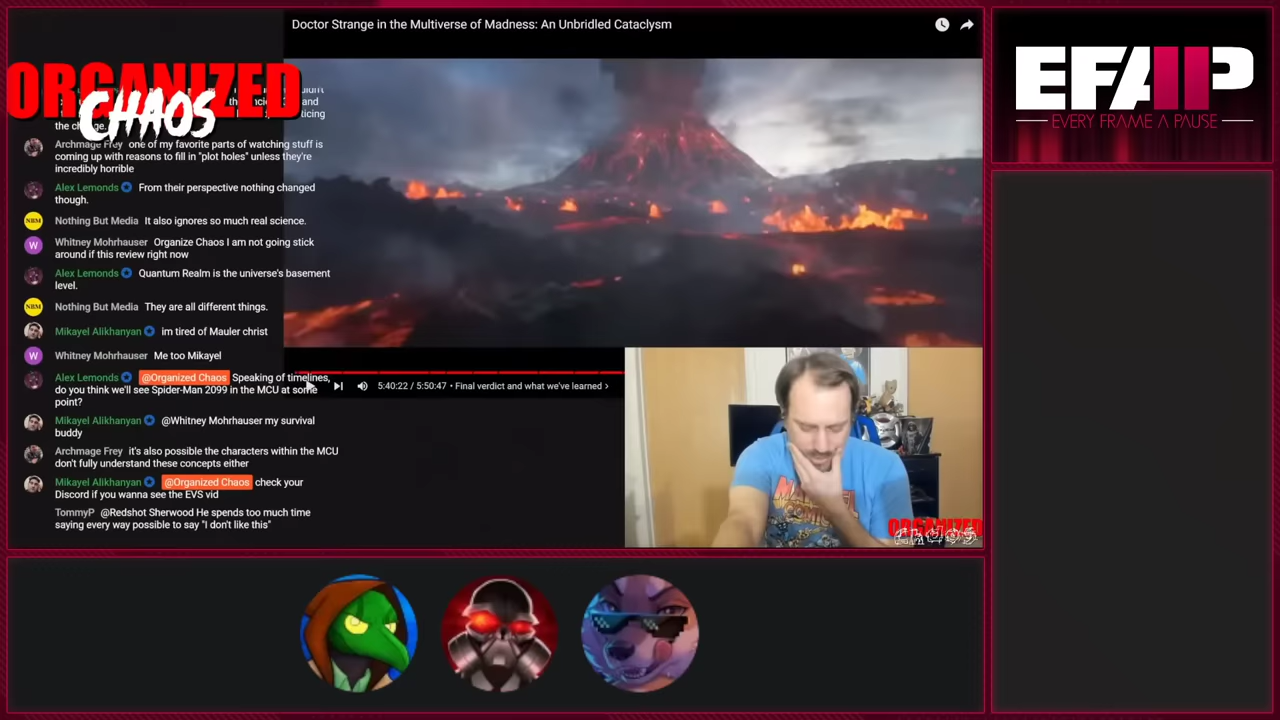 Doctor Strange in the Multiverse of Madness: An Unbridled Cataclysm
ORGANIZED
CHAOS
EFAP
EVERY FRAME A PAUSE
and
ticing
the change.
Archmage Frey one of my favorite parts of watching stuff is
coming up with reasons to fill in "plot holes" unless they're
incredibly horrible
Alex Lemonds From their perspective nothing changed
though.
NBM
Nothing But Media It also ignores so much real science.
W
Whitney Mohrhauser Organize Chaos I am not going stick
around if this review right now
Alex Lemonds Quantum Realm is the universe's basement
level.
NBM
Nothing But Media They are all different things.
Mikayel Alikhanyan im tired of Mauler christ
W
Whitney Mohrhauser Me too Mikayel
Alex Lemonds @Organized Chaos Speaking of timelines,
do you think we'll see Spider-Man 2099 in the MCU at some
point?
5:40:22 / 5:50:47 • Final verdict and what we've learned >
Mikayel Alikhanyan @Whitney Mohrhauser my survival
buddy
Archmage Frey it's also possible the characters within the MCU
don't fully understand these concepts either
Mikayel Alikhanyan @Organized Chaos check your
Discord if you wanna see the EVS vid
TommyP @Redshot Sherwood He spends too much time
saying every way possible to say "I don't like this"
MARVEL
COMICS
ORGANIZED